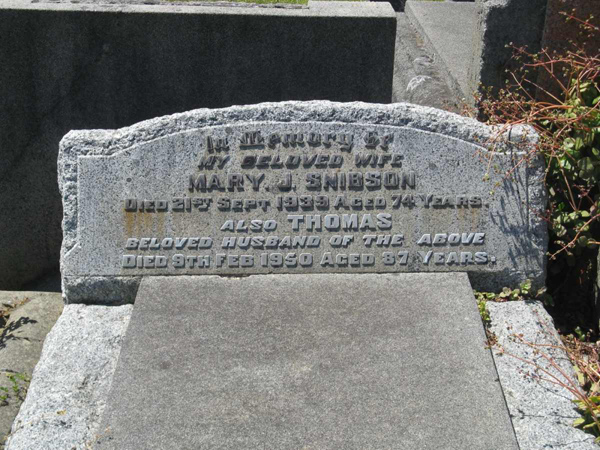 In Memory of
MY BELOVED WIFE
MARY. J. SNIBSON
DIED 21ST SEPT 1939 AGED 74 YEARS.
ALSO THOMAS
BELOVED HUSBAND OF THE ABOVE
DIED 9TH FEB 1950 AGED 87 YEARS.